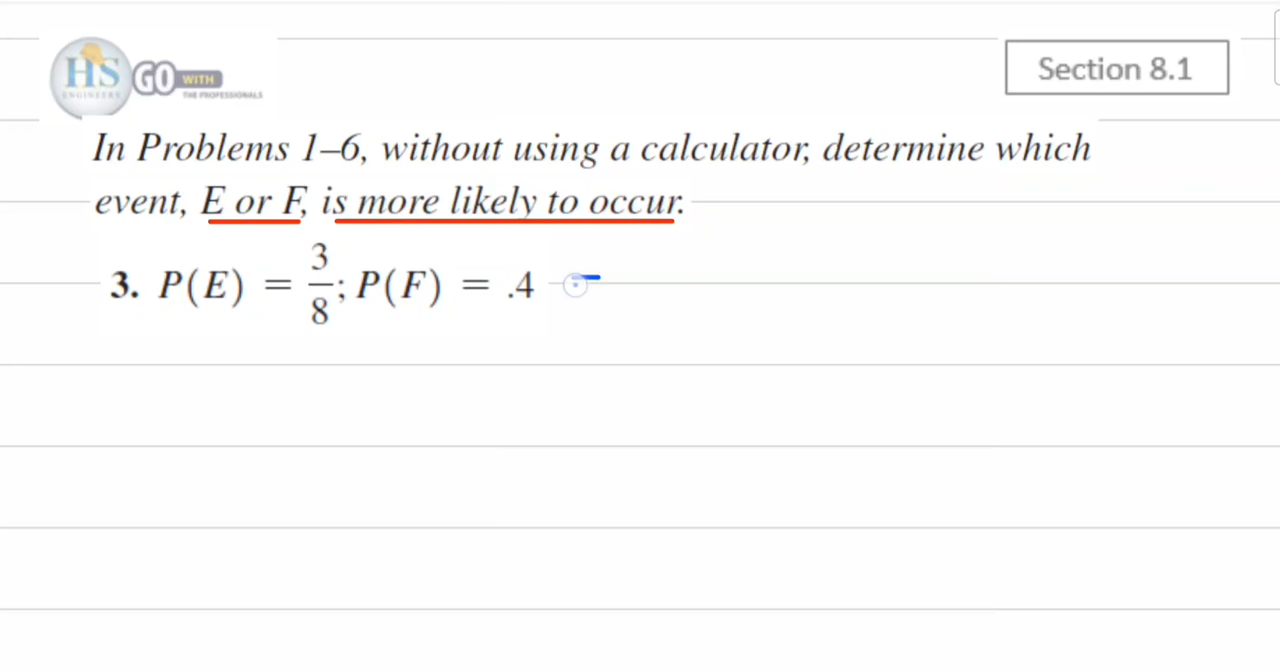 HS
ENGINEERS
GO WITH
THE PROFESSIONALS
Section 8.1
In Problems 1–6, without using a calculator, determine which
event, E or F, is more likely to occur.
3. P(E) = 3/8; P(F) = .4